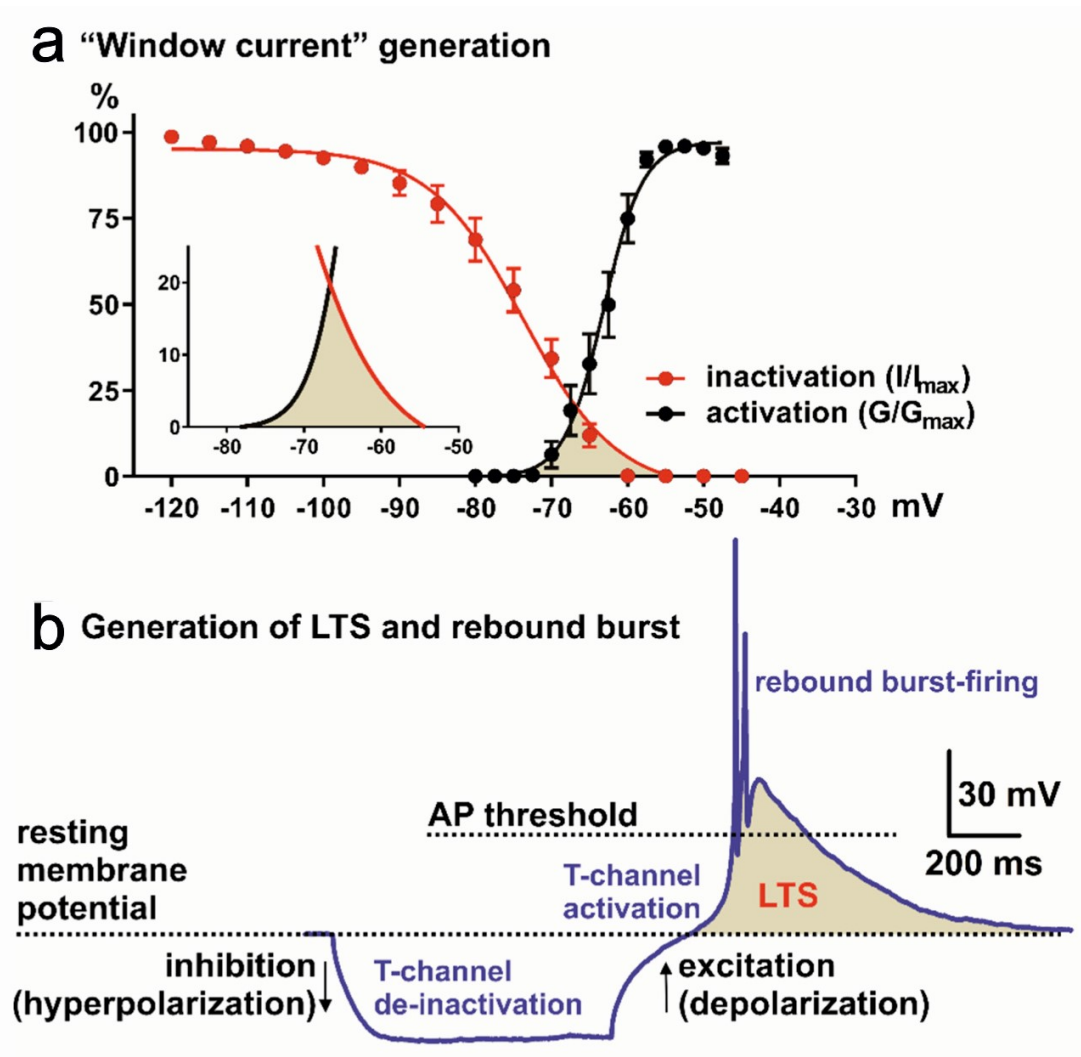 a "Window current" generation
%
100
75
50
25
0
20
10
0
-80 -70 -60 -50
inactivation (I/Imax)
activation (G/Gmax)
-120 -110 -100 -90 -80 -70 -60 -50 -40 -30 mV
b Generation of LTS and rebound burst
rebound burst-firing
AP threshold
30 mV
200 ms
resting
membrane
potential
T-channel
activation
LTS
inhibition
(hyperpolarization)
T-channel
de-inactivation
excitation
(depolarization)